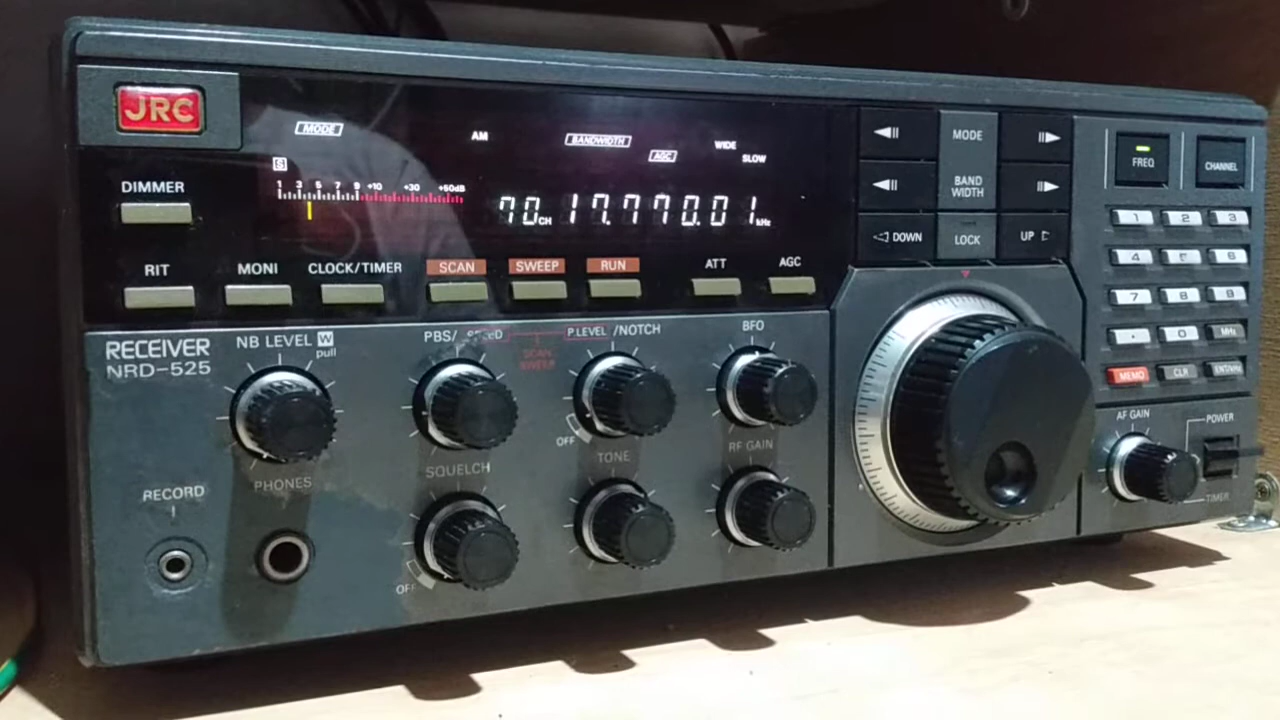 JRC
MODE
AM
BANDWIDTH
AGC
WIDE
SLOW
S
1 3 5 7 9 +10 +30 +50dB
70CH 17.770.01 kHz
DIMMER
RIT
MONI
CLOCK/TIMER
SCAN
SWEEP
RUN
ATT
AGC
MODE
BAND
WIDTH
DOWN
LOCK
UP
FREQ
CHANNEL
1 2 3
4 5 6
7 8 9
. 0 MHz
MEMO CLR
RECEIVER
NRD-525
NB LEVEL W
pull
PBS/ SPEED
SCAN
SWEEP
P.LEVEL /NOTCH
OFF
BFO
RECORD
PHONES
SQUELCH
OFF
TONE
RF GAIN
AF GAIN
POWER
TIMER